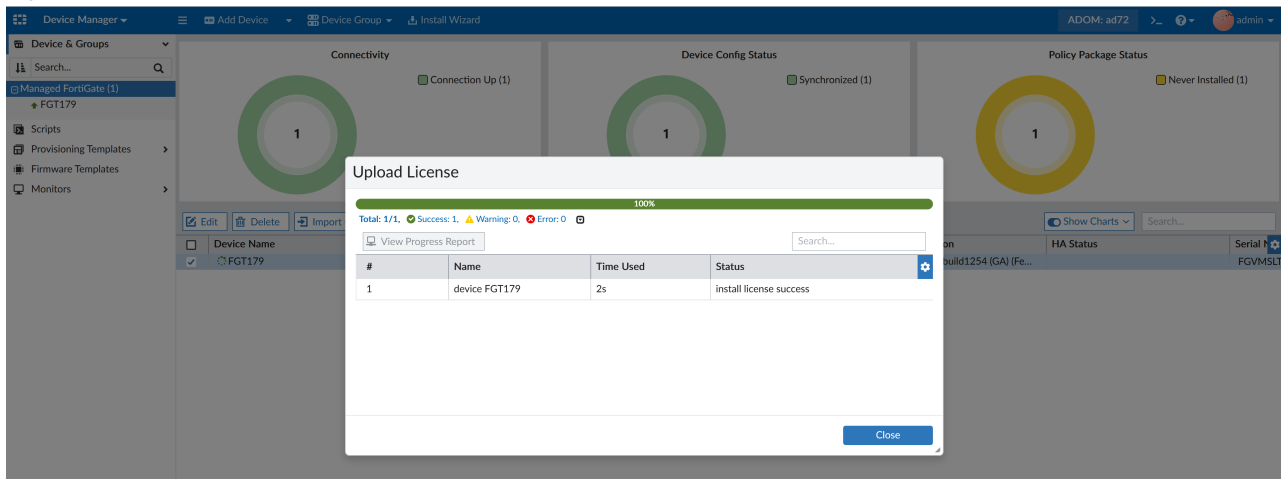 Device Manager
Add Device
Device Group
Install Wizard
ADOM: ad72
admin
Device & Groups
Search...
Managed FortiGate (1)
FGT179
Scripts
Provisioning Templates
Firmware Templates
Monitors
Connectivity
Connection Up (1)
1
Device Config Status
Synchronized (1)
1
Policy Package Status
Never Installed (1)
1
Edit
Delete
Import
Show Charts
Search...
Device Name
on
HA Status
Serial N
FGT179
build1254 (GA) (Fe...
FGVMSLT
Upload License
100%
Total: 1/1, Success: 1, Warning: 0, Error: 0
View Progress Report
Search...
# Name Time Used Status
1 device FGT179 2s install license success
Close